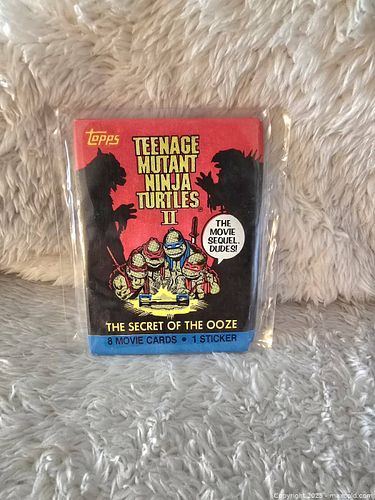 Topps
TEENAGE
MUTANT
NINJA
TURTLES
II
THE
MOVIE
SEQUEL,
DUDES!
THE SECRET OF THE OOZE
8 MOVIE CARDS • 1 STICKER
Copyright 2025 - maxsold.com